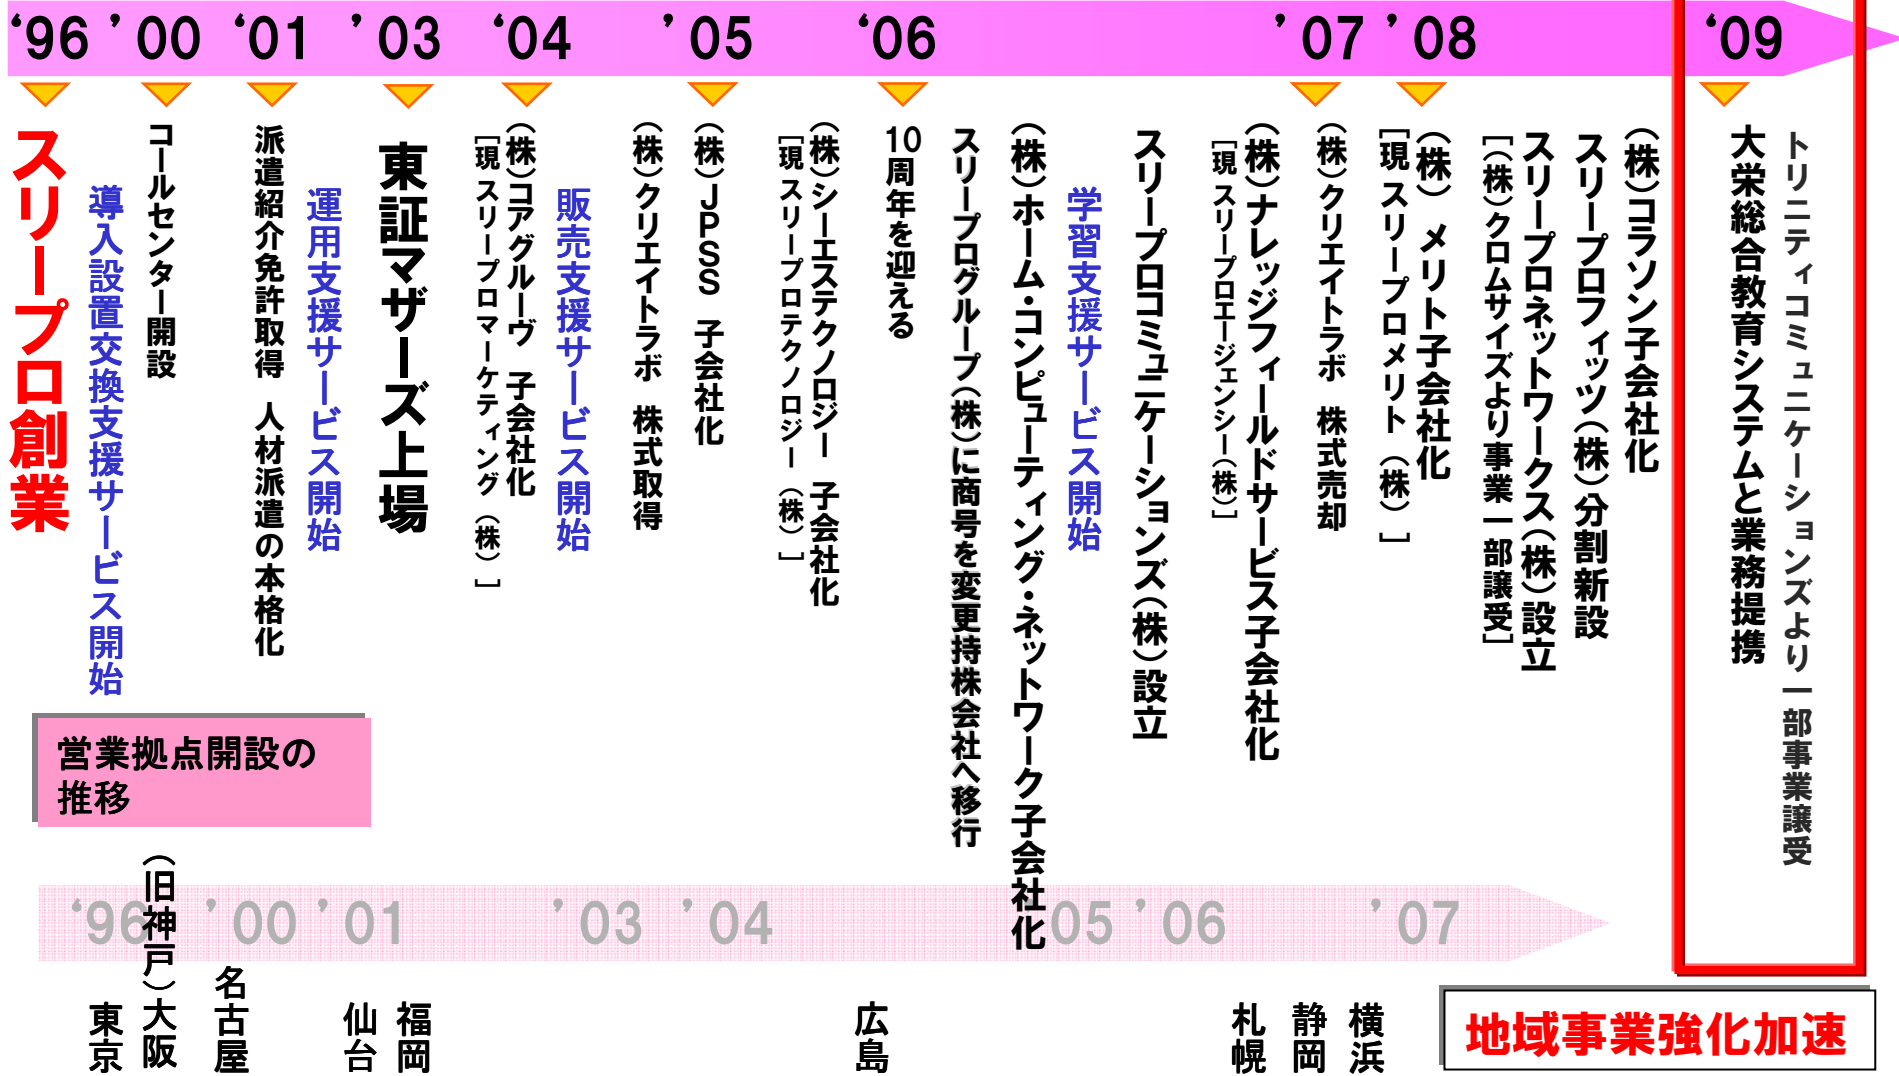 ‘96 ’00 ‘01 ’03 ‘04 ’05 ‘06 ’07 ’08 ‘09
スリープロ創業
導入設置交換支援サービス開始
コールセンター開設
派遣紹介免許取得 人材派遣の本格化
運用支援サービス開始
東証マザーズ上場
[現 スリープロマーケティング (株) ]
(株)コアグルーヴ 子会社化
販売支援サービス開始
(株)クリエイトラボ 株式取得
(株)JPSS 子会社化
[現 スリープロテクノロジー (株) ]
(株)シーエステクノロジー 子会社化
10周年を迎える
スリープログループ(株)に商号を変更持株会社へ移行
(株)ホーム・コンピューティング・ネットワーク子会社化
学習支援サービス開始
スリープロコミュニケーションズ(株)設立
[現 スリープロエージェンシー(株)]
(株)ナレッジフィールドサービス子会社化
(株)クリエイトラボ 株式売却
[現 スリープロメリト (株) ]
(株) メリト子会社化
[(株)クロムサイズより事業一部譲受]
スリープロネットワークス(株)設立
スリープロフィッツ(株)分割新設
(株)コラソン子会社化
大栄総合教育システムと業務提携
トリニティコミュニケーションズより一部事業譲受
営業拠点開設の
推移
‘96 ’00 ’01 ’03 ’04 05 ’06 ’07
東京
(旧神戸)大阪
名古屋
仙台
福岡
広島
札幌
静岡
横浜
地域事業強化加速